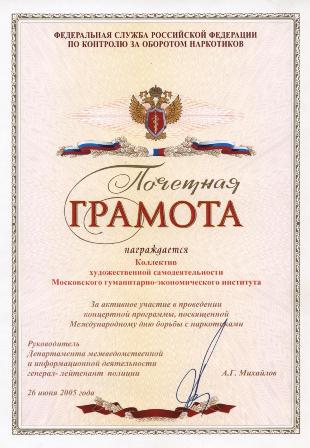 ФЕДЕРАЛЬНАЯ СЛУЖБА РОССИЙСКОЙ ФЕДЕРАЦИИ
ПО КОНТРОЛЮ ЗА ОБОРОТОМ НАРКОТИКОВ
Почетная
ГРАМОТА
награждается
Коллектив
художественной самодеятельности
Московского гуманитарно-экономического института
За активное участие в проведении
концертной программы, посвященной
Международному дню борьбы с наркотиками
Руководитель
Департамента межведомственной
и информационной деятельности
генерал- лейтенант полиции А.Г. Михайлов
26 июня 2005 года